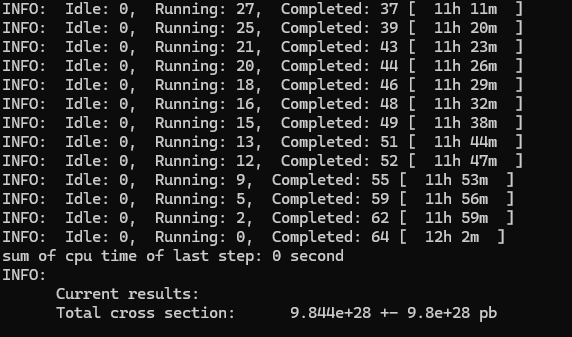 INFO:  Idle: 0,  Running: 27,  Completed: 37 [  11h 11m  ]
INFO:  Idle: 0,  Running: 25,  Completed: 39 [  11h 20m  ]
INFO:  Idle: 0,  Running: 21,  Completed: 43 [  11h 23m  ]
INFO:  Idle: 0,  Running: 20,  Completed: 44 [  11h 26m  ]
INFO:  Idle: 0,  Running: 18,  Completed: 46 [  11h 29m  ]
INFO:  Idle: 0,  Running: 16,  Completed: 48 [  11h 32m  ]
INFO:  Idle: 0,  Running: 15,  Completed: 49 [  11h 38m  ]
INFO:  Idle: 0,  Running: 13,  Completed: 51 [  11h 44m  ]
INFO:  Idle: 0,  Running: 12,  Completed: 52 [  11h 47m  ]
INFO:  Idle: 0,  Running: 9,  Completed: 55 [  11h 53m  ]
INFO:  Idle: 0,  Running: 5,  Completed: 59 [  11h 56m  ]
INFO:  Idle: 0,  Running: 2,  Completed: 62 [  11h 59m  ]
INFO:  Idle: 0,  Running: 0,  Completed: 64 [  12h 2m  ]
sum of cpu time of last step: 0 second
INFO:
      Current results:
      Total cross section:      9.844e+28 +- 9.8e+28 pb